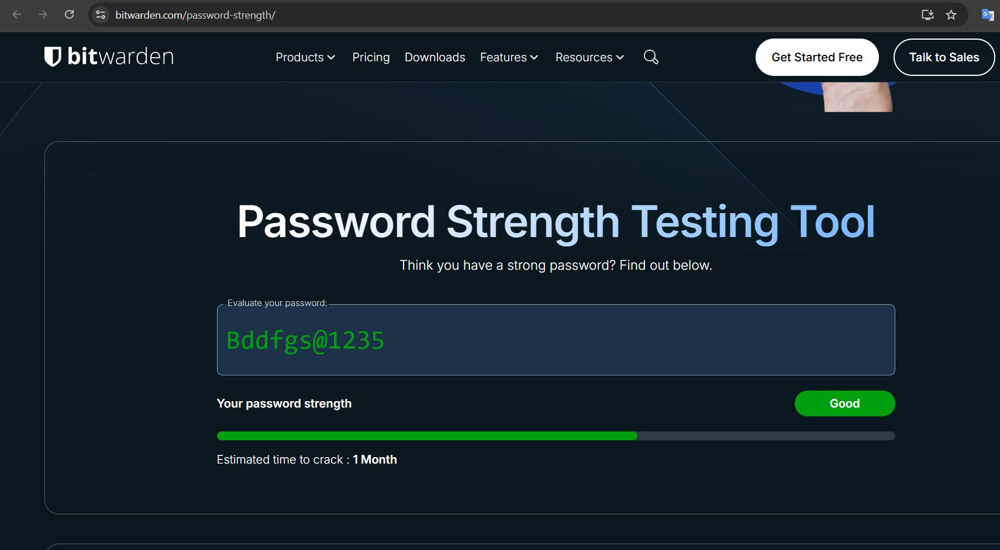 bitwarden.com/password-strength/
bitwarden Products Pricing Downloads Features Resources Get Started Free Talk to Sales
Password Strength Testing Tool
Think you have a strong password? Find out below.
Evaluate your password:
Bddfgs@1235
Your password strength Good
Estimated time to crack : 1 Month